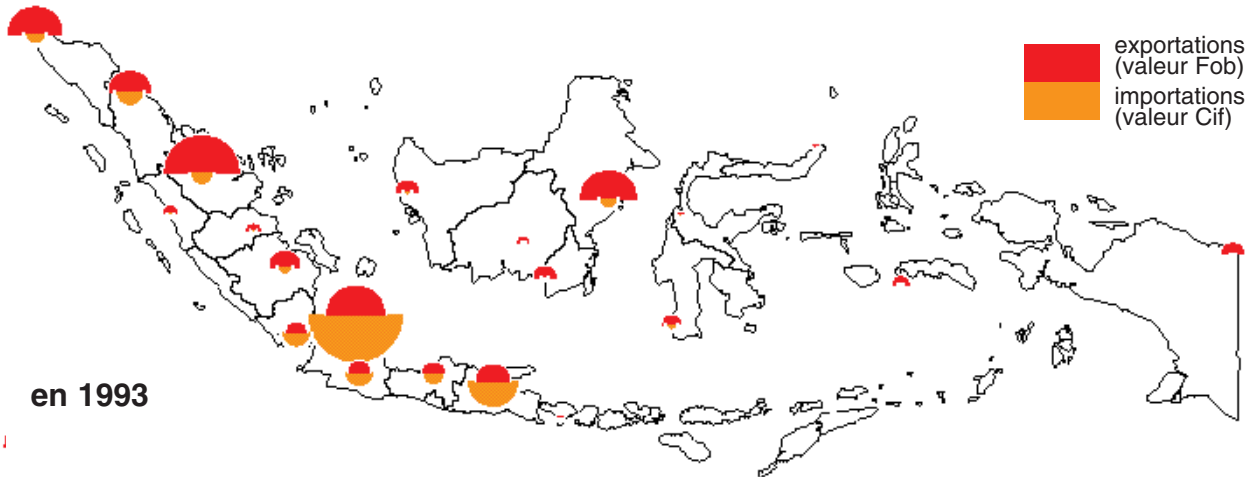 exportations
(valeur Fob)
importations
(valeur Cif)
en 1993